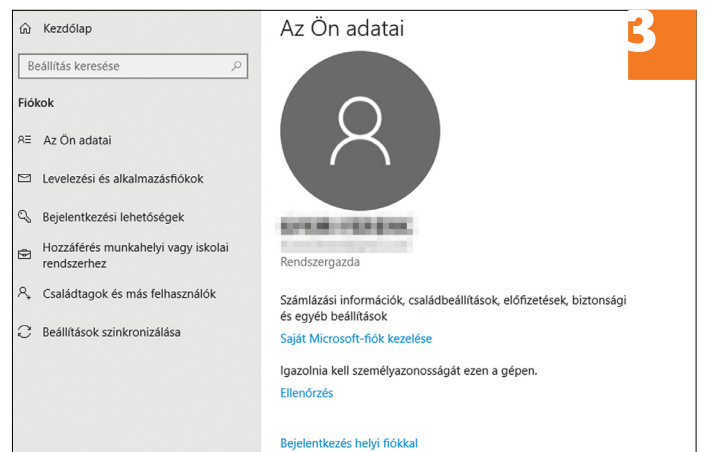 Kezdőlap
Beállítás keresése
Fiókok
Az Ön adatai
Levelezési és alkalmazásfiókok
Bejelentkezési lehetőségek
Hozzáférés munkahelyi vagy iskolai
rendszerhez
Családtagok és más felhasználók
Beállítások szinkronizálása
Az Ön adatai
3
Rendszergazda
Számlázási információk, családbeállítások, előfizetések, biztonsági
és egyéb beállítások
Saját Microsoft-fiók kezelése
Igazolnia kell személyazonosságát ezen a gépen.
Ellenőrzés
Bejelentkezés helyi fiókkal